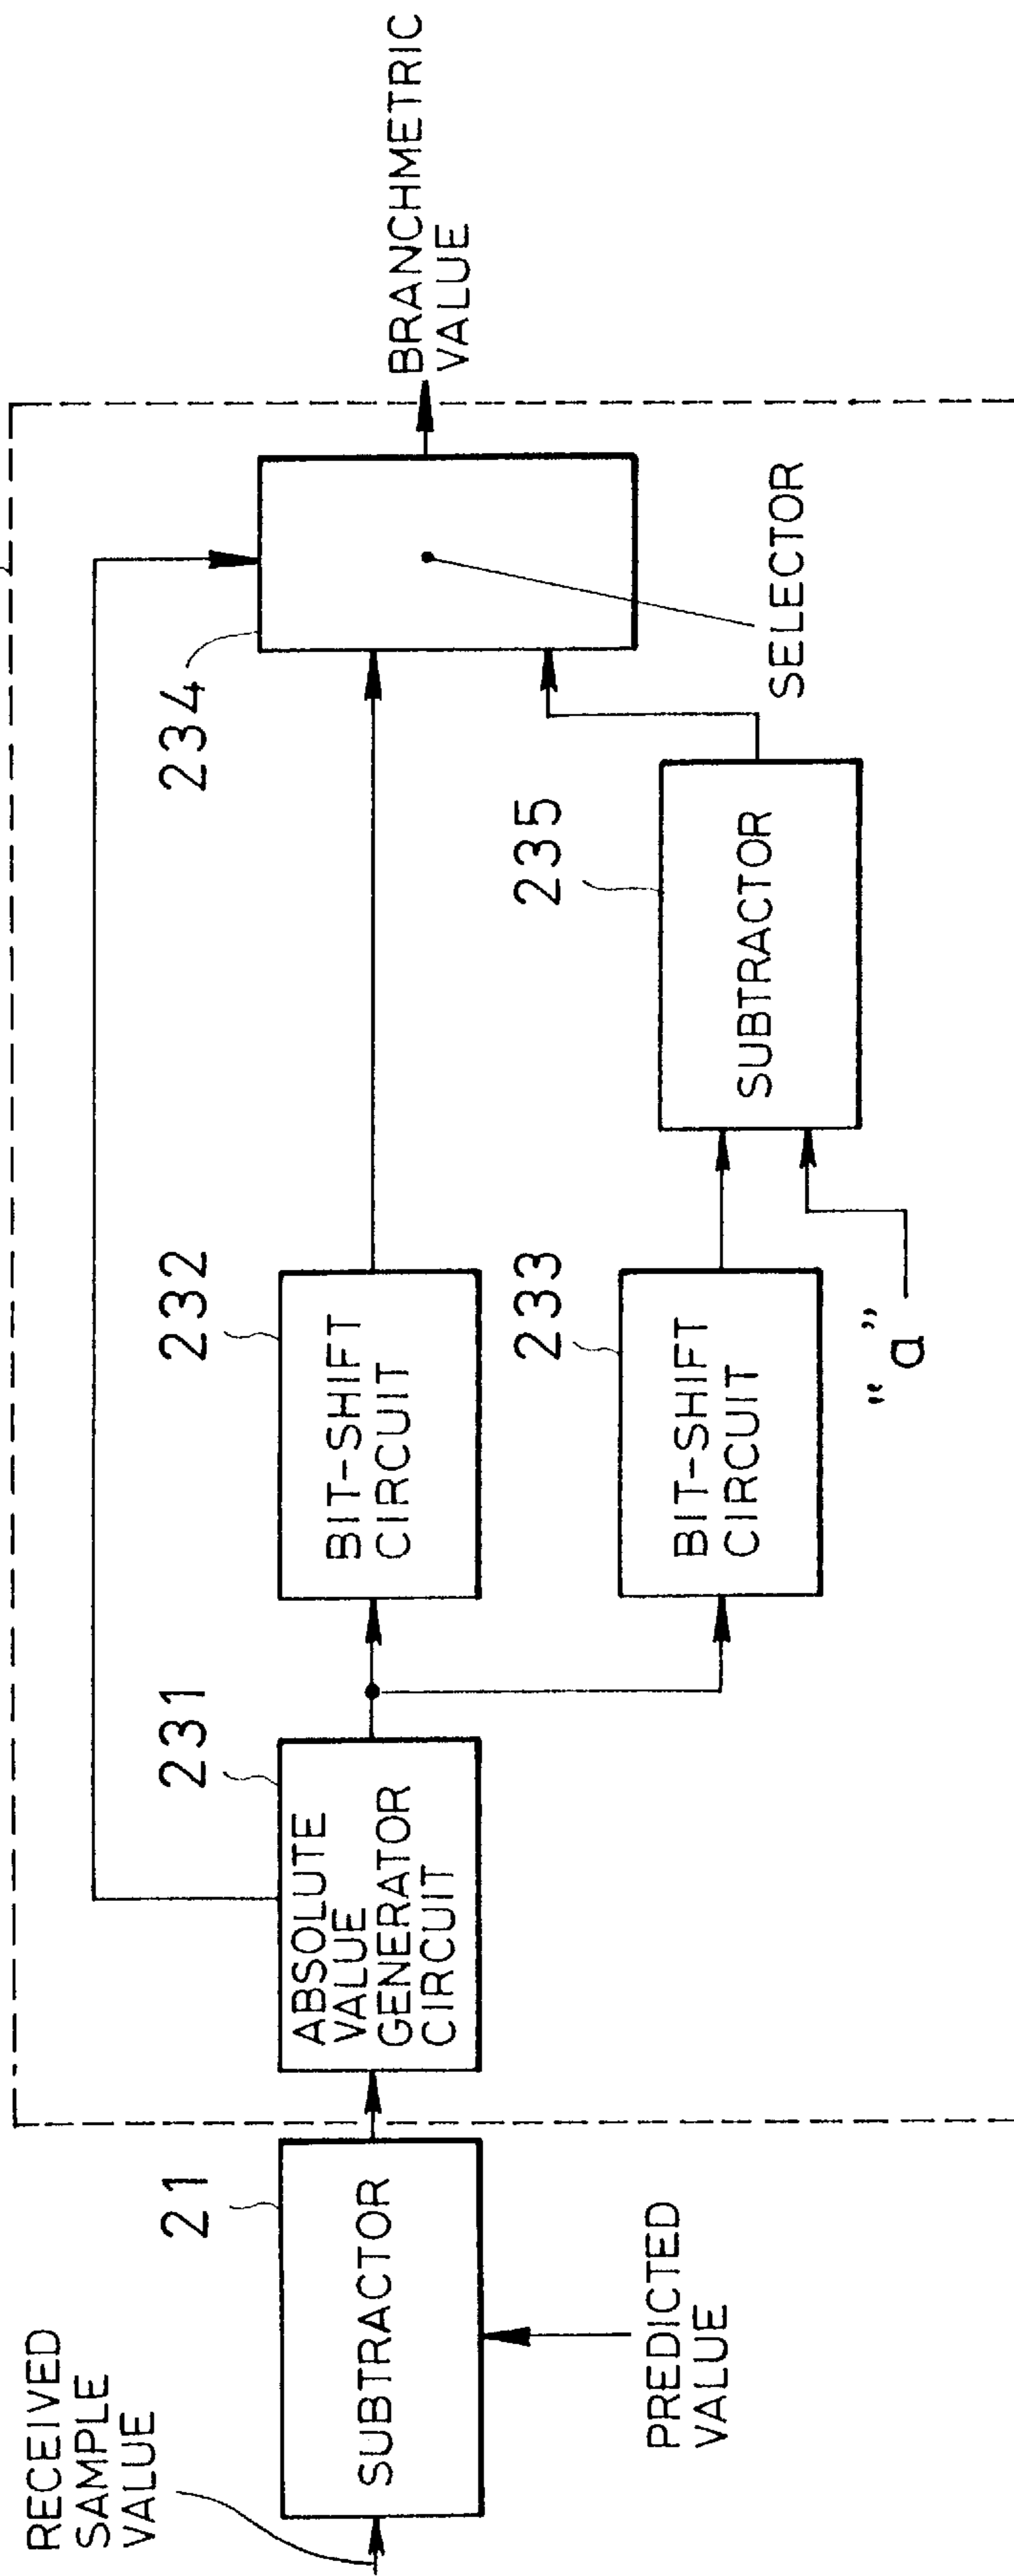 RECEIVED
SAMPLE
VALUE
21
SUBTRACTOR
PREDICTED
VALUE
231
ABSOLUTE
VALUE
GENERATOR
CIRCUIT
232
BIT-SHIFT
CIRCUIT
233
BIT-SHIFT
CIRCUIT
"a"
235
SUBTRACTOR
234
SELECTOR
BRANCHMETRIC
VALUE